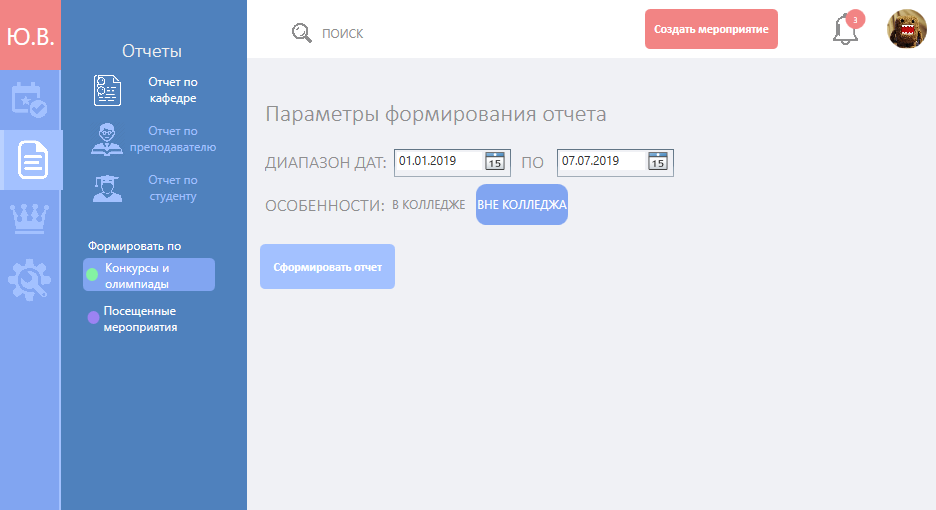 Ю.В.
Отчеты
Отчет по
кафедре
Отчет по
преподавателю
Отчет по
студенту
Формировать по
Конкурсы и
олимпиады
Посещенные
мероприятия
ПОИСК
Создать мероприятие
3
Параметры формирования отчета
ДИАПАЗОН ДАТ: 01.01.2019 15 ПО 07.07.2019 15
ОСОБЕННОСТИ: В КОЛЛЕДЖЕ ВНЕ КОЛЛЕДЖА
Сформировать отчет